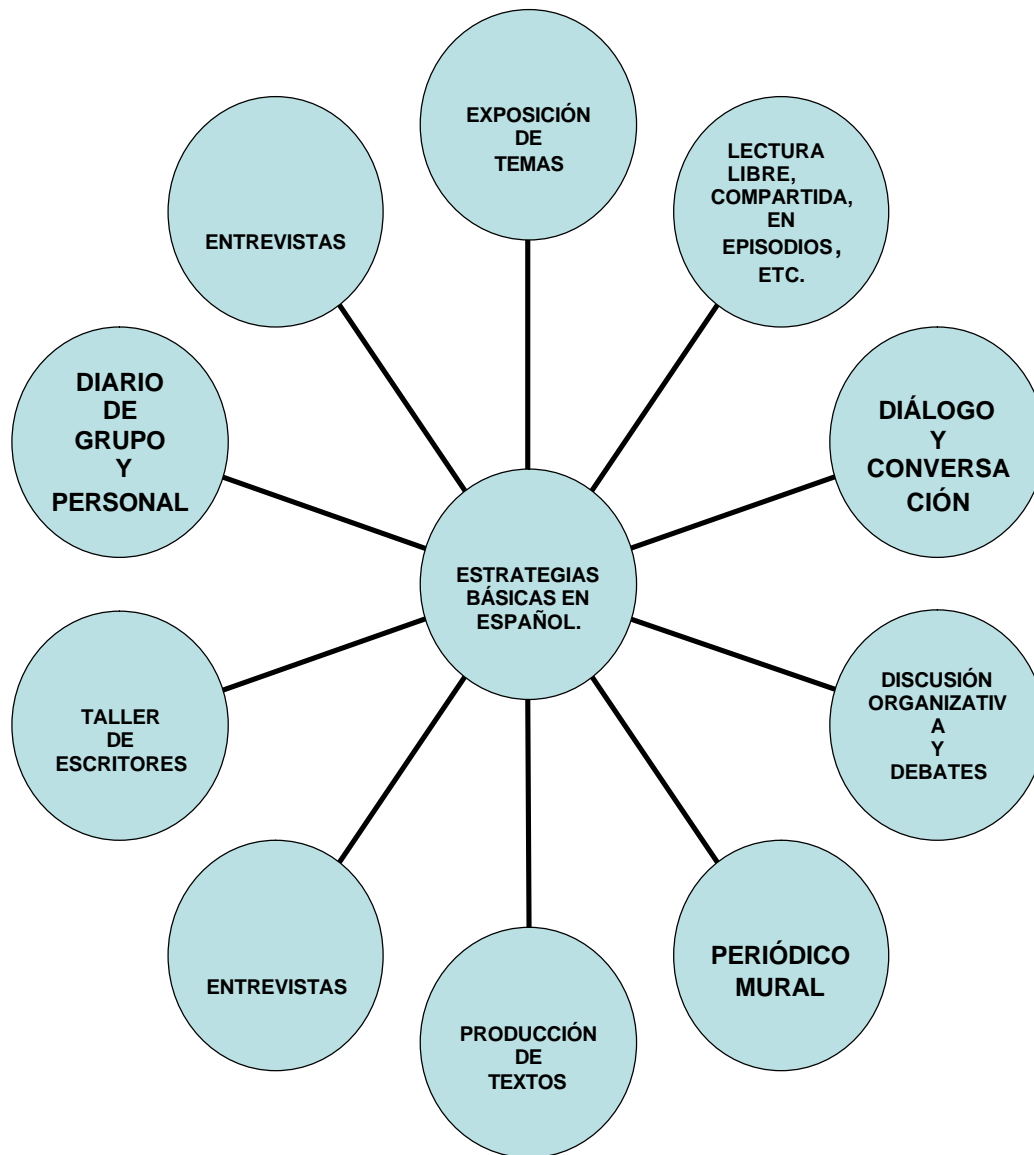 EXPOSICIÓN
DE
TEMAS
LECTURA
LIBRE,
COMPARTIDA,
EN
EPISODIOS,
ETC.
DIÁLOGO
Y
CONVERSA
CIÓN
DISCUSIÓN
ORGANIZATIV
A
Y
DEBATES
PERIÓDICO
MURAL
PRODUCCIÓN
DE
TEXTOS
ENTREVISTAS
TALLER
DE
ESCRITORES
DIARIO
DE
GRUPO
Y
PERSONAL
ENTREVISTAS
ESTRATEGIAS
BÁSICAS EN
ESPAÑOL.